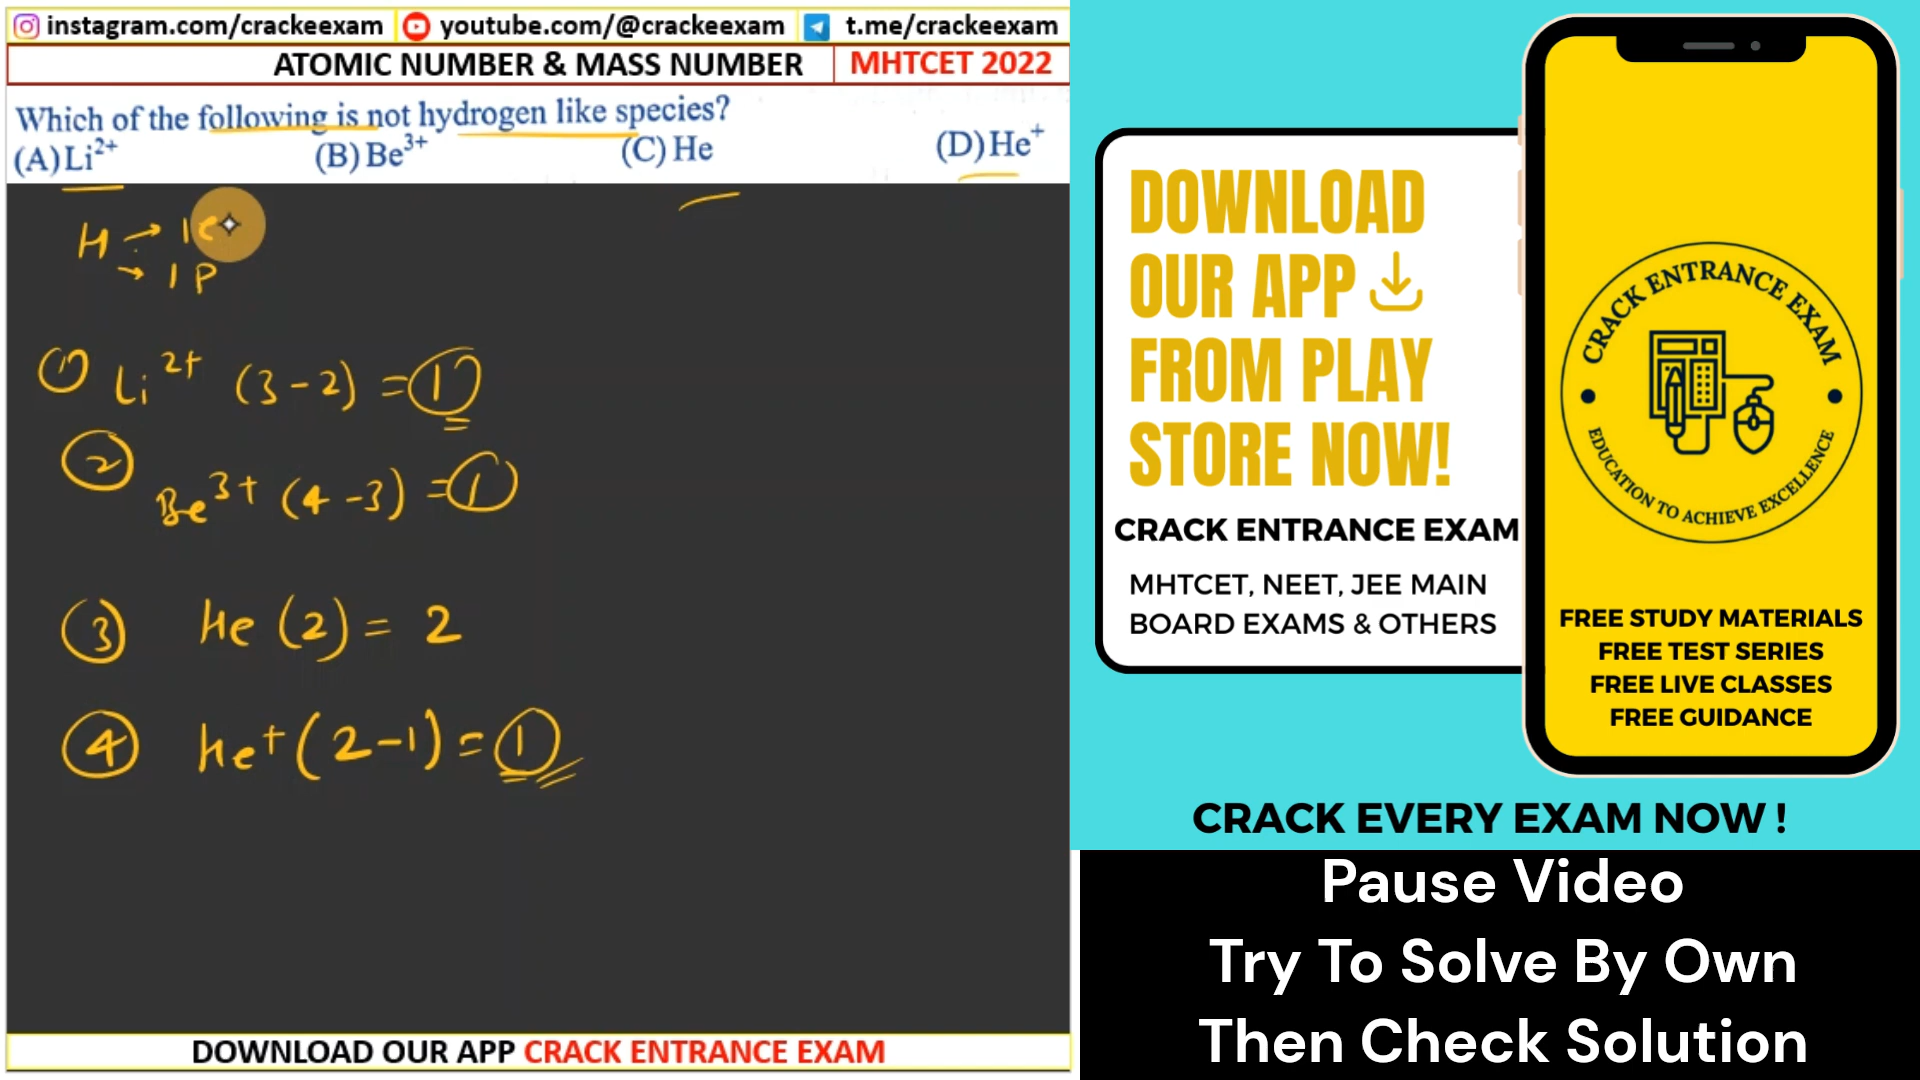 instagram.com/crackeexam youtube.com/@crackeexam t.me/crackeexam
ATOMIC NUMBER & MASS NUMBER MHTCET 2022
Which of the following is not hydrogen like species?
(A) Li²⁺ (B) Be³⁺ (C) He (D) He⁺
H → 1e
→ 1 P
① Li²⁺ (3-2) = ①
② Be³⁺ (4-3) = ①
③ He (2) = 2
④ He⁺ (2-1) = ①
DOWNLOAD OUR APP CRACK ENTRANCE EXAM
DOWNLOAD
OUR APP
FROM PLAY
STORE NOW!
CRACK ENTRANCE EXAM
MHTCET, NEET, JEE MAIN
BOARD EXAMS & OTHERS
CRACK ENTRANCE EXAM
EDUCATION TO ACHIEVE EXCELLENCE
FREE STUDY MATERIALS
FREE TEST SERIES
FREE LIVE CLASSES
FREE GUIDANCE
CRACK EVERY EXAM NOW !
Pause Video
Try To Solve By Own
Then Check Solution